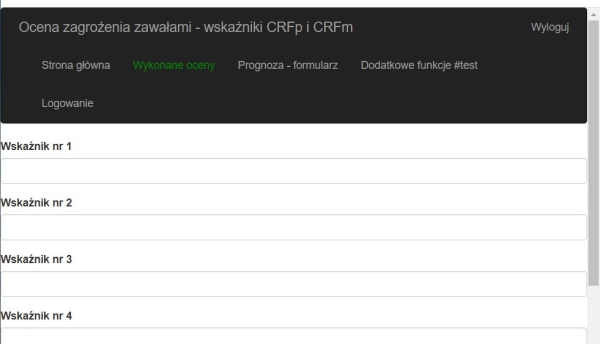 Ocena zagrożenia zawałami - wskaźniki CRFp i CRFm Wyloguj
Strona główna Wykonane oceny Prognoza - formularz Dodatkowe funkcje #test
Logowanie
Wskaźnik nr 1
Wskaźnik nr 2
Wskaźnik nr 3
Wskaźnik nr 4